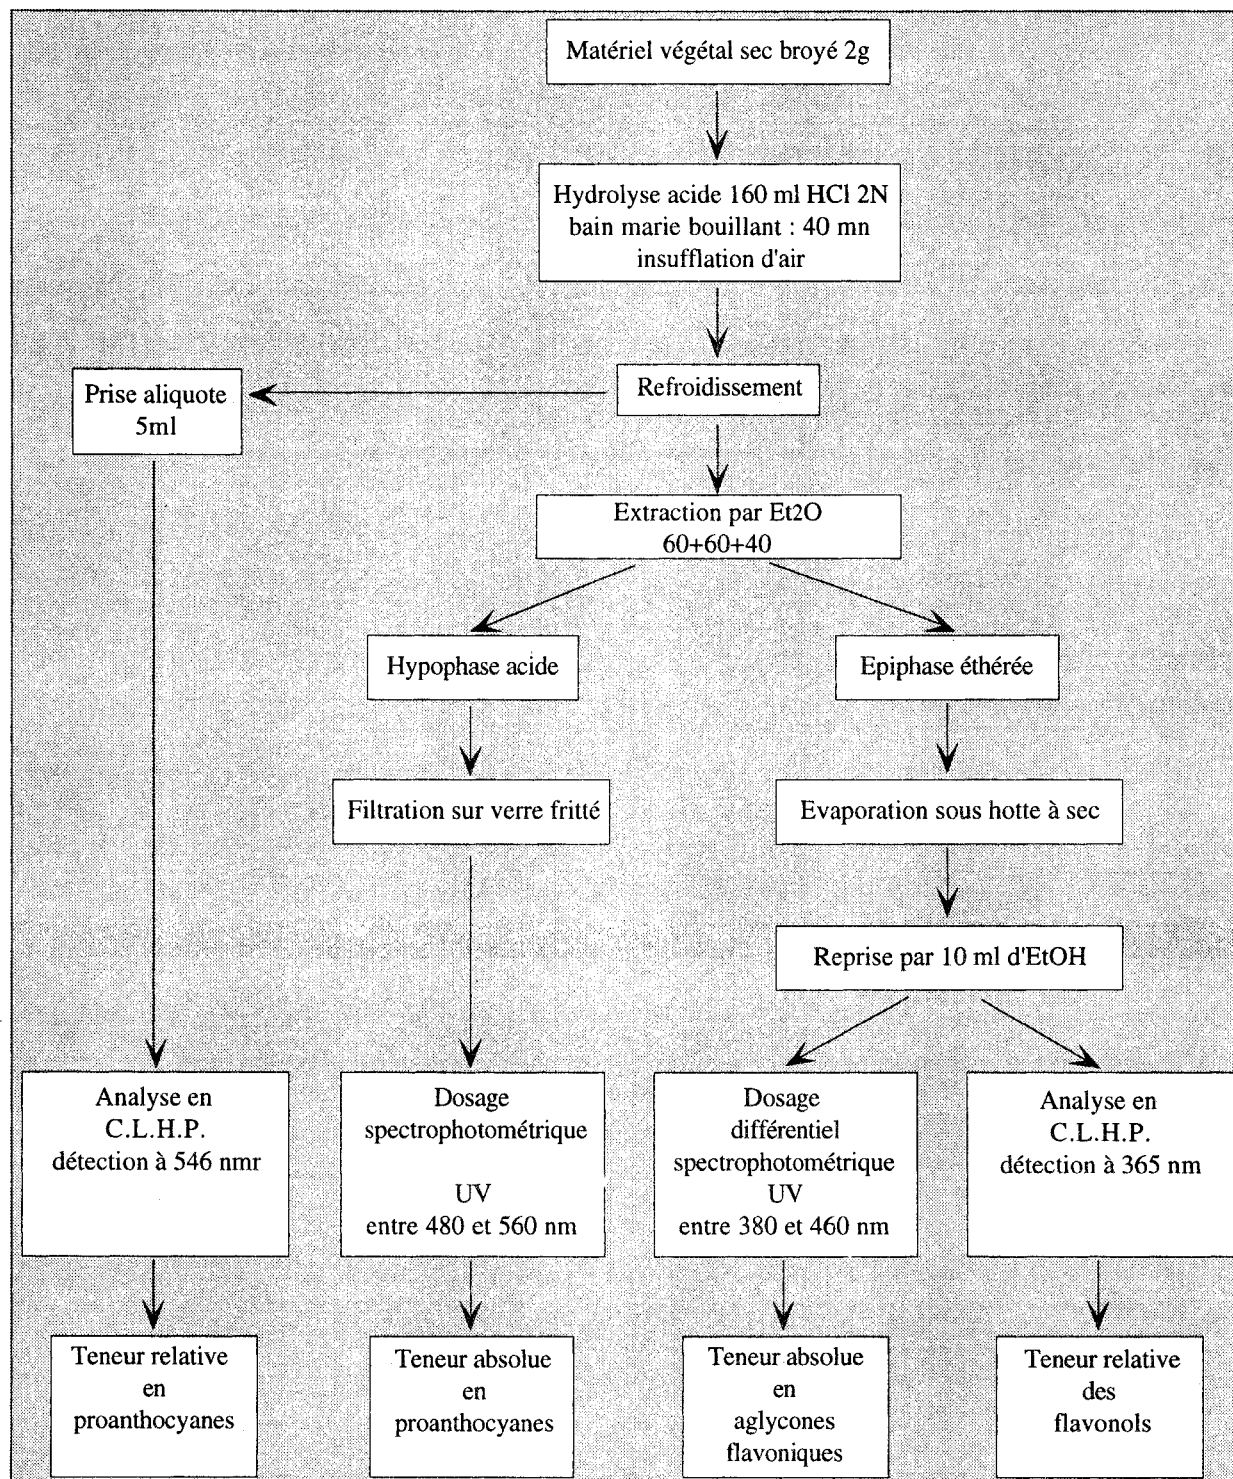 Matériel végétal sec broyé 2g
Hydrolyse acide 160 ml HCl 2N
bain marie bouillant : 40 mn
insufflation d'air
Refroidissement
Prise aliquote
5ml
Extraction par Et2O
60+60+40
Hypophase acide
Epiphase éthérée
Filtration sur verre fritté
Evaporation sous hotte à sec
Reprise par 10 ml d'EtOH
Analyse en
C.L.H.P.
détection à 546 nmr
Dosage
spectrophotométrique
UV
entre 480 et 560 nm
Dosage
différentiel
spectrophotométrique
UV
entre 380 et 460 nm
Analyse en
C.L.H.P.
détection à 365 nm
Teneur relative
en
proanthocyanes
Teneur absolue
en
proanthocyanes
Teneur absolue
en
aglycones
flavoniques
Teneur relative
des
flavonols